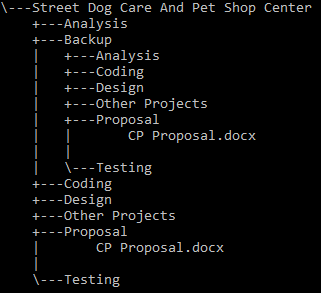 \---Street Dog Care And Pet Shop Center
    +---Analysis
    +---Backup
    |   +---Analysis
    |   +---Coding
    |   +---Design
    |   +---Other Projects
    |   +---Proposal
    |   |       CP Proposal.docx
    |   |
    |   \---Testing
    +---Coding
    +---Design
    +---Other Projects
    +---Proposal
    |       CP Proposal.docx
    |
    \---Testing